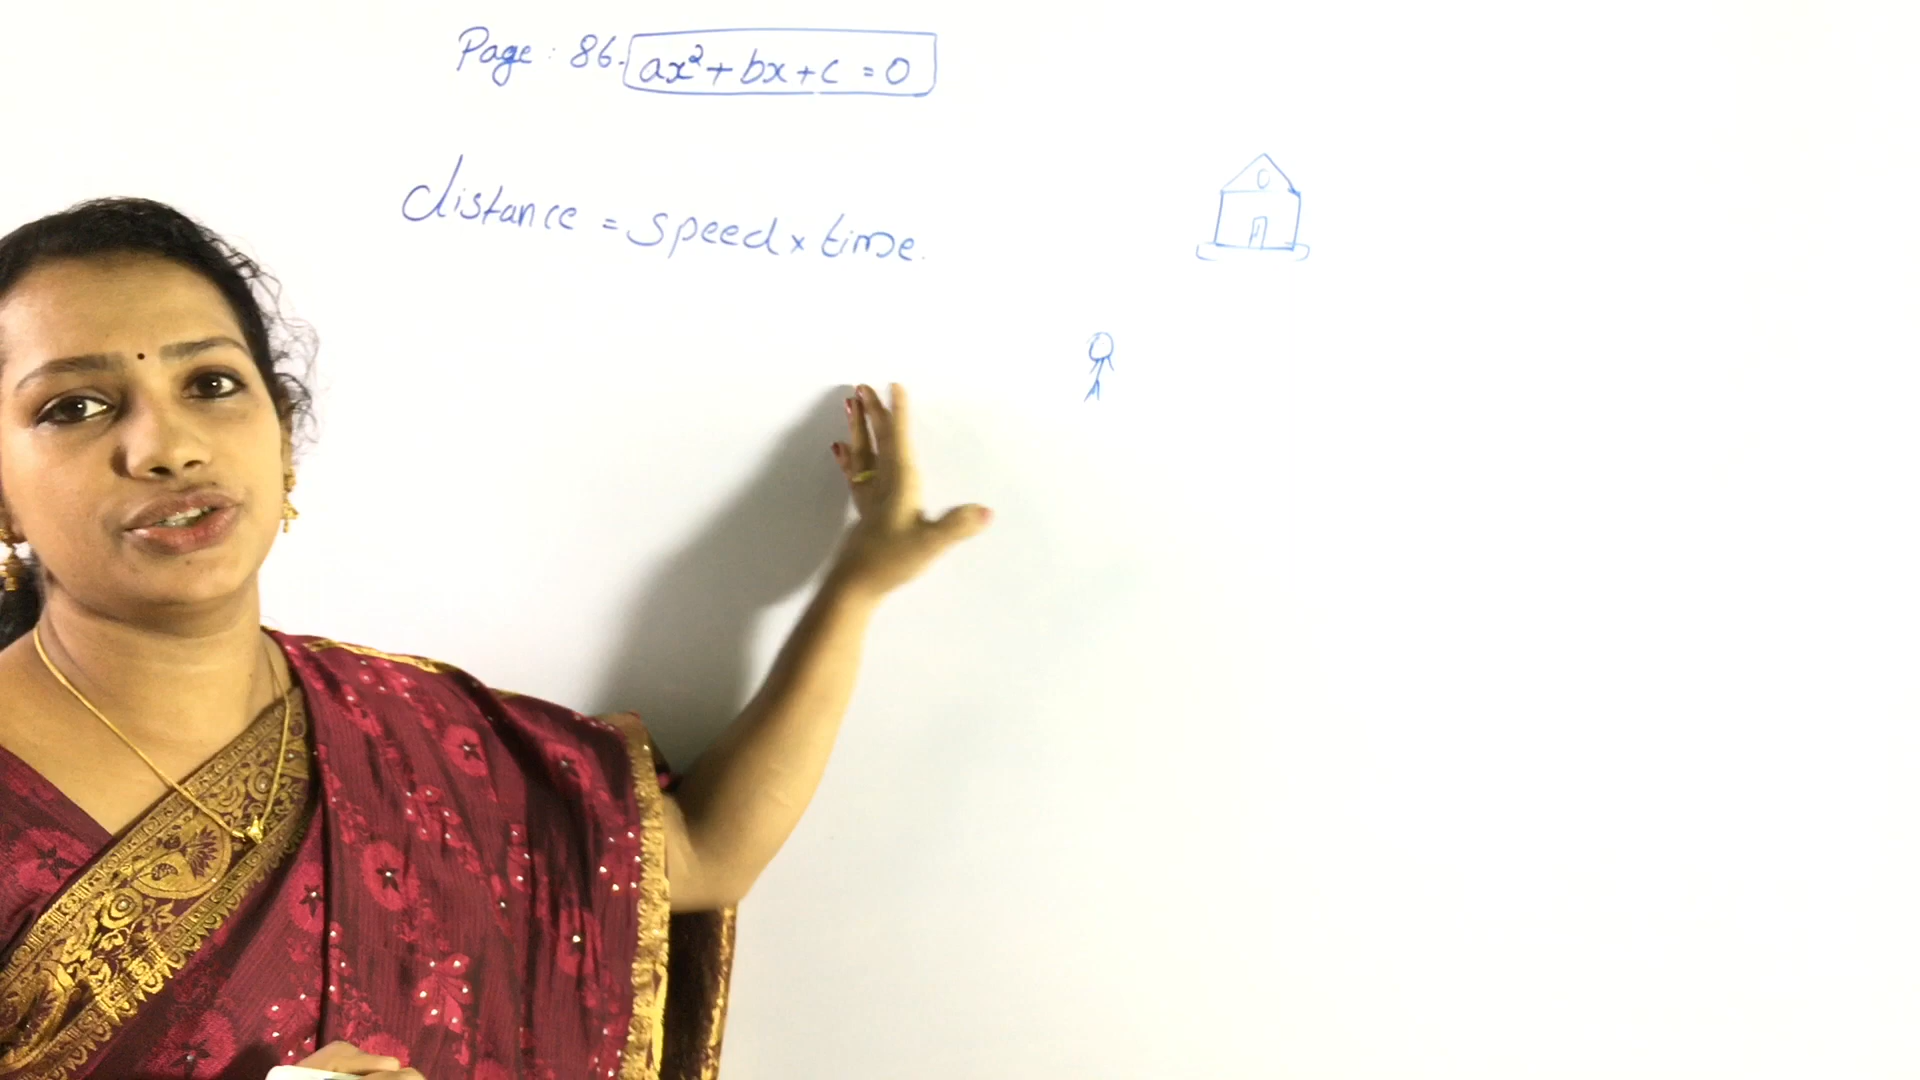 Page : 86. ax² + bx + c = 0
distance = speed × time.